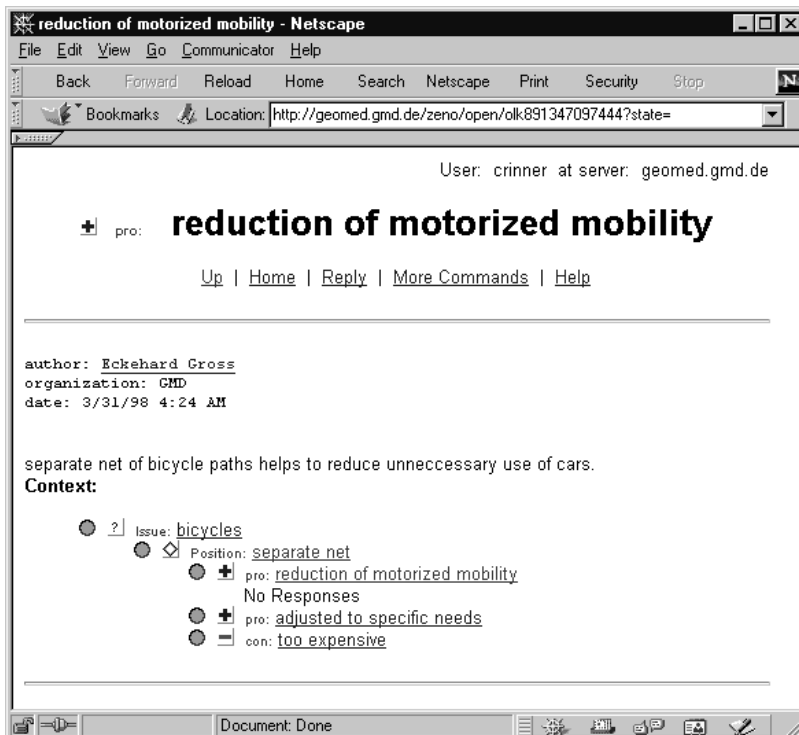 reduction of motorized mobility - Netscape
File Edit View Go Communicator Help
Back Forward Reload Home Search Netscape Print Security Stop N
Bookmarks Location: http://geomed.gmd.de/zeno/open/olk891347097444?state=
User: crinner at server: geomed.gmd.de
pro: reduction of motorized mobility
Up | Home | Reply | More Commands | Help
author: Eckehard Gross
organization: GMD
date: 3/31/98 4:24 AM
separate net of bicycle paths helps to reduce unneccessary use of cars.
Context:
? Issue: bicycles
Position: separate net
pro: reduction of motorized mobility
No Responses
pro: adjusted to specific needs
con: too expensive
Document: Done